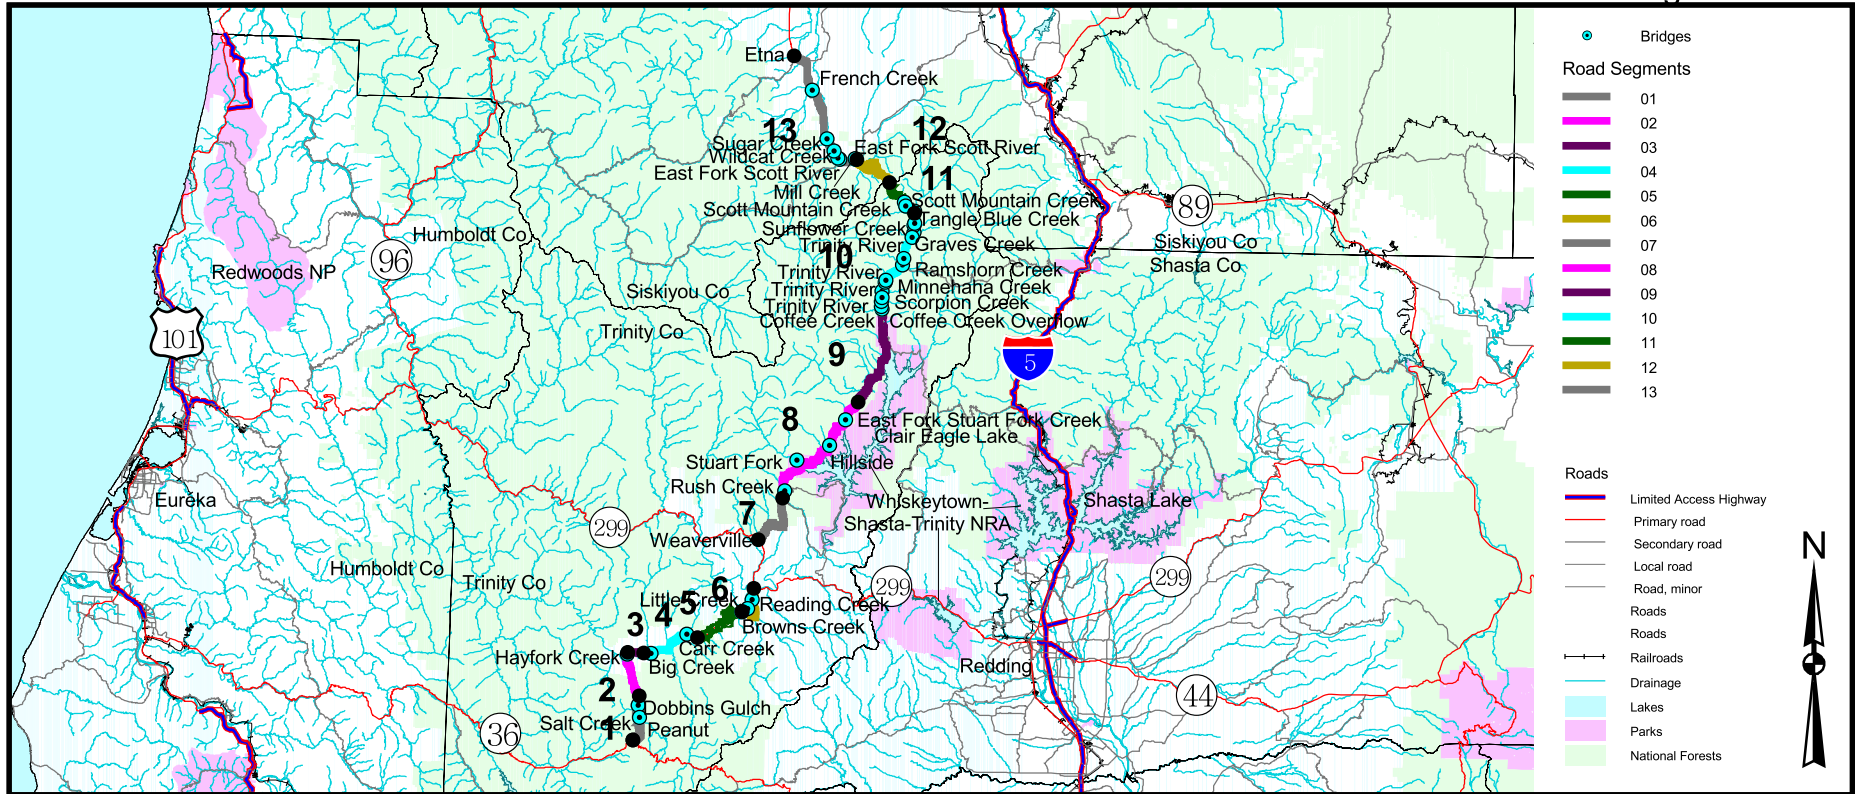 Etna
French Creek
13
12
Sugar Creek
East Fork Scott River
Wildcat Creek
East Fork Scott River
11
Mill Creek
Scott Mountain Creek
Scott Mountain Creek
Tangle Blue Creek
Sunflower Creek
Trinity River
Graves Creek
10
Trinity River
Ramshorn Creek
Trinity River
Minnehaha Creek
Trinity River
Scorpion Creek
Coffee Creek
Coffee Creek Overflow
9
8
East Fork Stuart Fork Creek
Clair Eagle Lake
Stuart Fork
Hillside
Rush Creek
Whiskeytown-
Shasta-Trinity NRA
Shasta Lake
7
Weaverville
6
Little Creek
Reading Creek
5
4
Browns Creek
3
Carr Creek
Hayfork Creek
Big Creek
2
Dobbins Gulch
Salt Creek
1
Peanut
Humboldt Co
Siskiyou Co
Trinity Co
Redwoods NP
96
101
Eureka
299
Humboldt Co
Trinity Co
36
89
Siskiyou Co
Shasta Co
5
299
299
Redding
44
Bridges
Road Segments
01
02
03
04
05
06
07
08
09
10
11
12
13
Roads
Limited Access Highway
Primary road
Secondary road
Local road
Road, minor
Roads
Roads
Railroads
Drainage
Lakes
Parks
National Forests
N